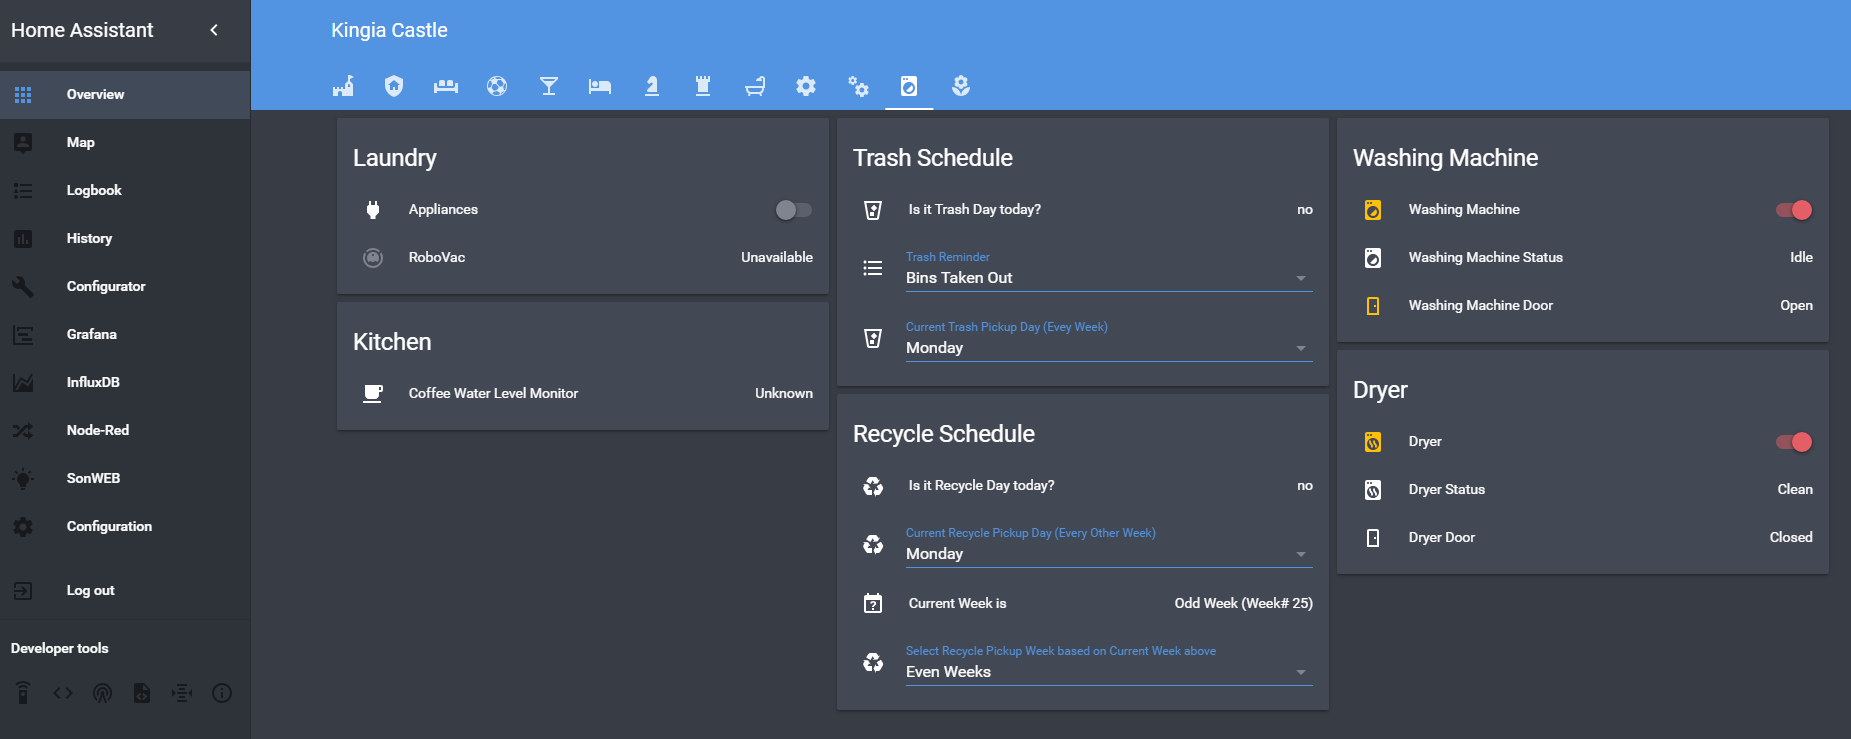 Home Assistant
Overview
Map
Logbook
History
Configurator
Grafana
InfluxDB
Node-Red
SonWEB
Configuration
Log out
Developer tools
Kingia Castle
Laundry
Appliances
RoboVac Unavailable
Kitchen
Coffee Water Level Monitor Unknown
Trash Schedule
Is it Trash Day today? no
Trash Reminder
Bins Taken Out
Current Trash Pickup Day (Evey Week)
Monday
Recycle Schedule
Is it Recycle Day today? no
Current Recycle Pickup Day (Every Other Week)
Monday
Current Week is Odd Week (Week# 25)
Select Recycle Pickup Week based on Current Week above
Even Weeks
Washing Machine
Washing Machine
Washing Machine Status Idle
Washing Machine Door Open
Dryer
Dryer
Dryer Status Clean
Dryer Door Closed